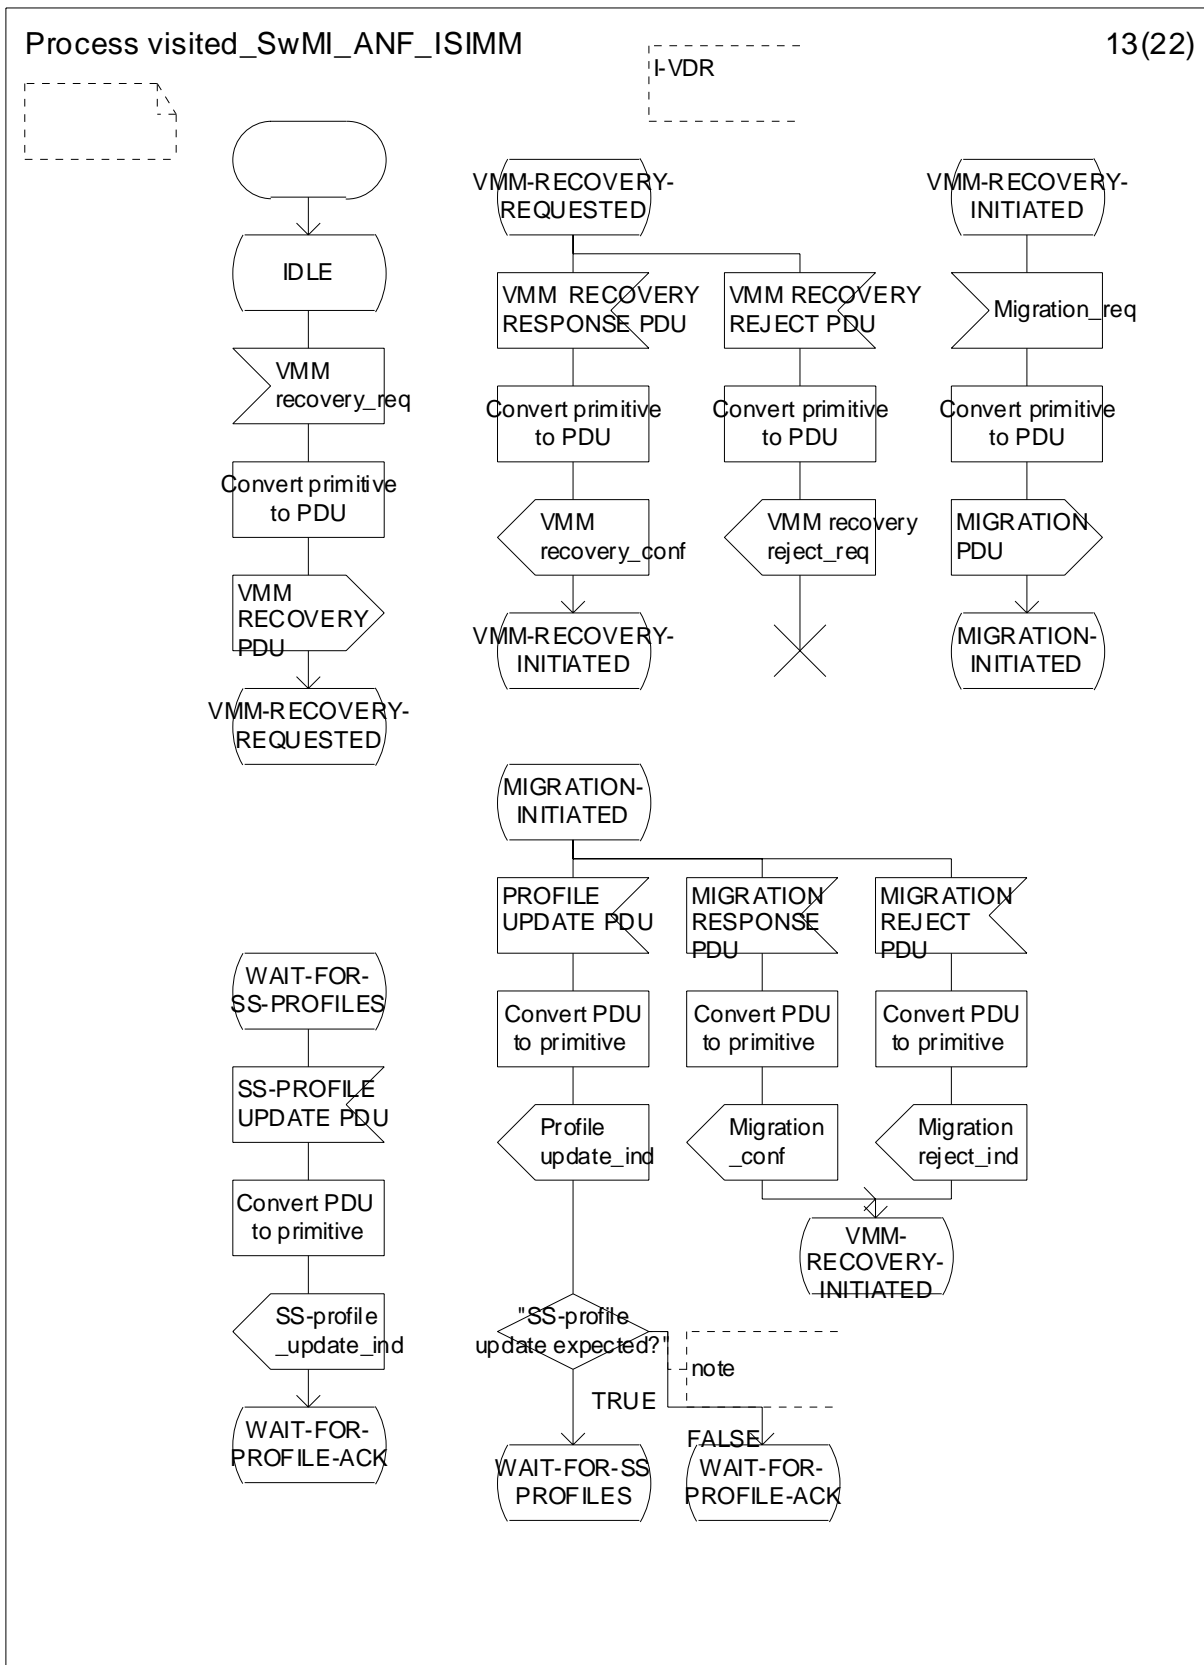 Process visited_SwMI_ANF_ISIMM
13(22)
I-VDR
IDLE
VMM
recovery_req
Convert primitive
to PDU
VMM
RECOVERY
PDU
VMM-RECOVERY-
REQUESTED
VMM-RECOVERY-
REQUESTED
VMM RECOVERY
RESPONSE PDU
Convert primitive
to PDU
VMM
recovery_conf
VMM-RECOVERY-
INITIATED
VMM RECOVERY
REJECT PDU
Convert primitive
to PDU
VMM recovery
reject_req
VMM-RECOVERY-
INITIATED
Migration_req
Convert primitive
to PDU
MIGRATION
PDU
MIGRATION-
INITIATED
WAIT-FOR-
SS-PROFILES
SS-PROFILE
UPDATE PDU
Convert PDU
to primitive
SS-profile
_update_ind
WAIT-FOR-
PROFILE-ACK
MIGRATION-
INITIATED
PROFILE
UPDATE PDU
Convert PDU
to primitive
Profile
update_ind
"SS-profile
update expected?"
note
TRUE
FALSE
WAIT-FOR-SS
PROFILES
WAIT-FOR-
PROFILE-ACK
MIGRATION
RESPONSE
PDU
Convert PDU
to primitive
Migration
_conf
MIGRATION
REJECT
PDU
Convert PDU
to primitive
Migration
reject_ind
VMM-
RECOVERY-
INITIATED